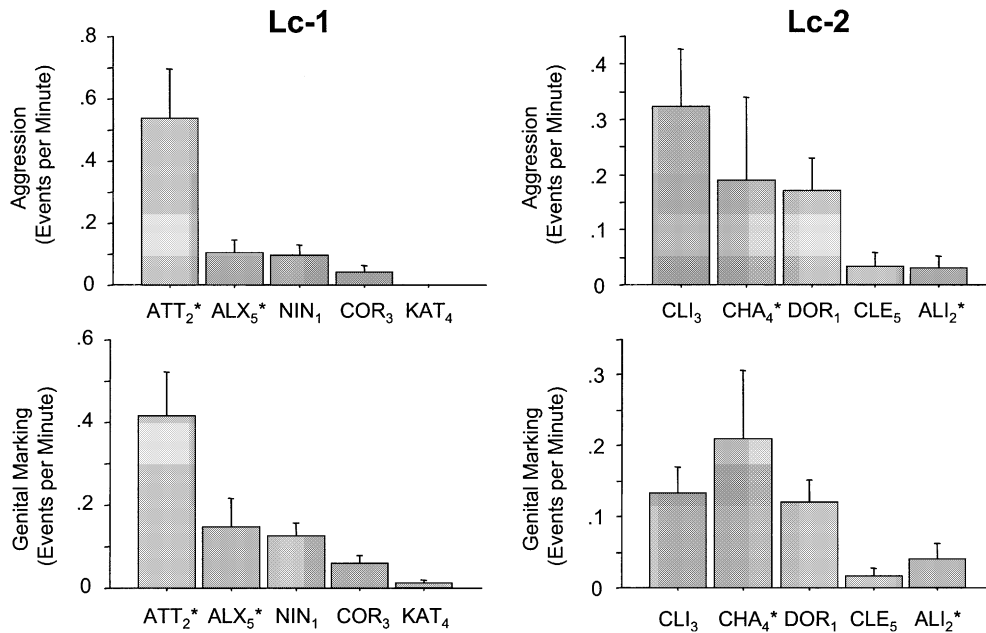 Lc-1
Aggression
(Events per Minute)
.8
.6
.4
.2
0
ATT₂* ALX₅* NIN₁ COR₃ KAT₄
Lc-2
Aggression
(Events per Minute)
.4
.3
.2
.1
0
CLI₃ CHA₄* DOR₁ CLE₅ ALI₂*
Genital Marking
(Events per Minute)
.6
.4
.2
0
ATT₂* ALX₅* NIN₁ COR₃ KAT₄
Genital Marking
(Events per Minute)
.3
.2
0.1
0
CLI₃ CHA₄* DOR₁ CLE₅ ALI₂*